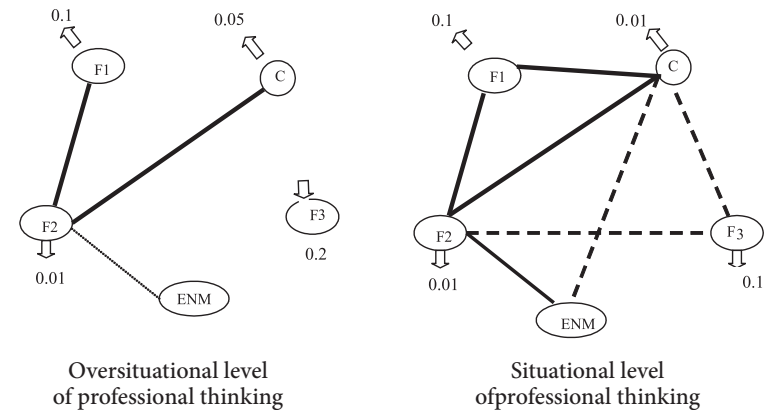 0.1
0.05
F1
C
F2
F3
0.01
0.2
ENM
Oversituational level
of professional thinking
0.1
0.01
F1
C
F2
F3
0.01
0.1
ENM
Situational level
ofprofessional thinking